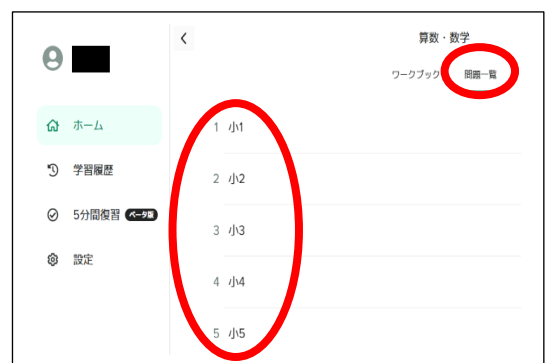 算数・数学
ワークブック
問題一覧
ホーム
学習履歴
5分間復習 ベータ版
設定
1 小1
2 小2
3 小3
4 小4
5 小5